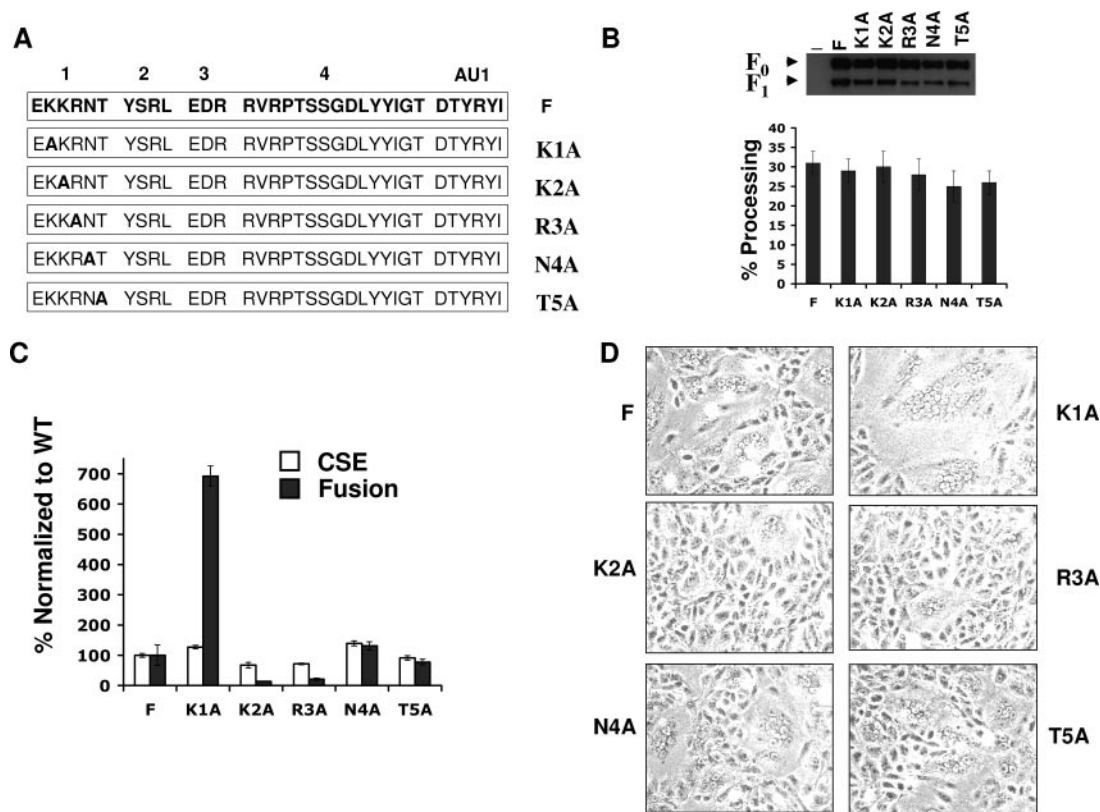 A
1 2 3 4 AU1
EKKRNT YSRL EDR RVRPTSSGDLYYIGT DTYRYI F
EAKRNT YSRL EDR RVRPTSSGDLYYIGT DTYRYI K1A
EKARNT YSRL EDR RVRPTSSGDLYYIGT DTYRYI K2A
EKKANT YSRL EDR RVRPTSSGDLYYIGT DTYRYI R3A
EKKRAT YSRL EDR RVRPTSSGDLYYIGT DTYRYI N4A
EKKRNA YSRL EDR RVRPTSSGDLYYIGT DTYRYI T5A
B
– F K1A K2A R3A N4A T5A
F0
F1
% Processing
40
35
30
25
20
15
10
5
0
F K1A K2A R3A N4A T5A
C
% Normalized to WT
CSE
Fusion
700
600
500
400
300
200
100
0
F K1A K2A R3A N4A T5A
D
F K1A
K2A R3A
N4A T5A